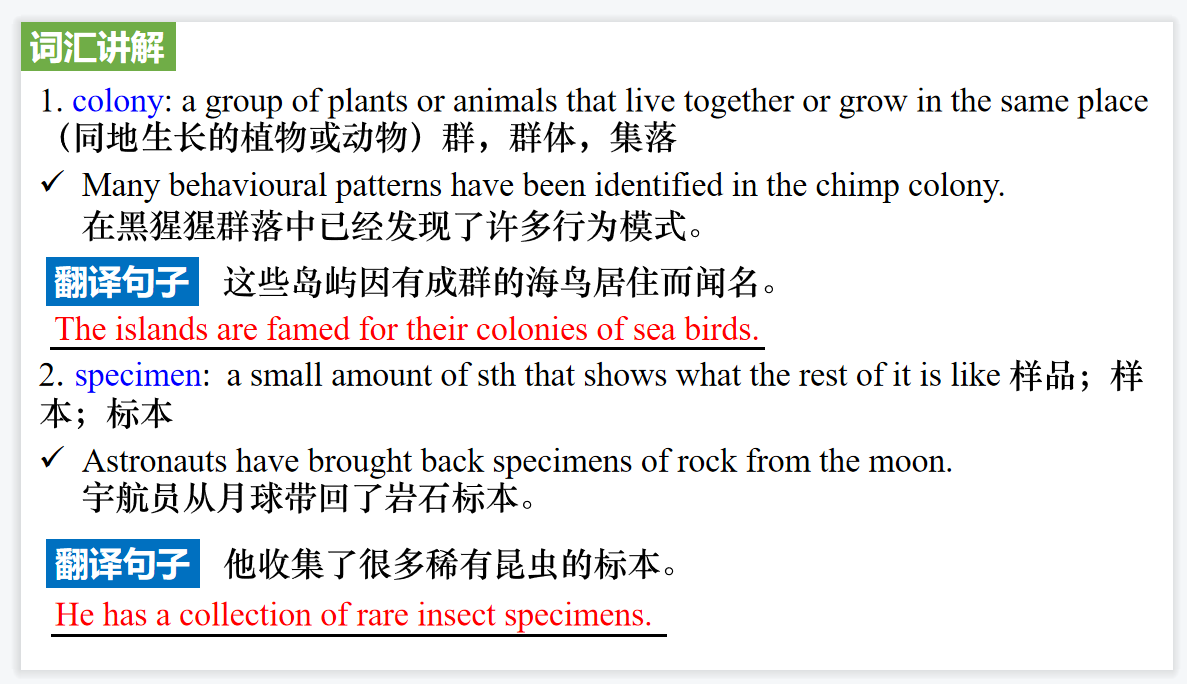 词汇讲解
1. colony: a group of plants or animals that live together or grow in the same place
（同地生长的植物或动物）群，群体，集落
✓ Many behavioural patterns have been identified in the chimp colony.
在黑猩猩群落中已经发现了许多行为模式。
翻译句子 这些岛屿因有成群的海鸟居住而闻名。
The islands are famed for their colonies of sea birds.
2. specimen: a small amount of sth that shows what the rest of it is like 样品；样
本；标本
✓ Astronauts have brought back specimens of rock from the moon.
宇航员从月球带回了岩石标本。
翻译句子 他收集了很多稀有昆虫的标本。
He has a collection of rare insect specimens.